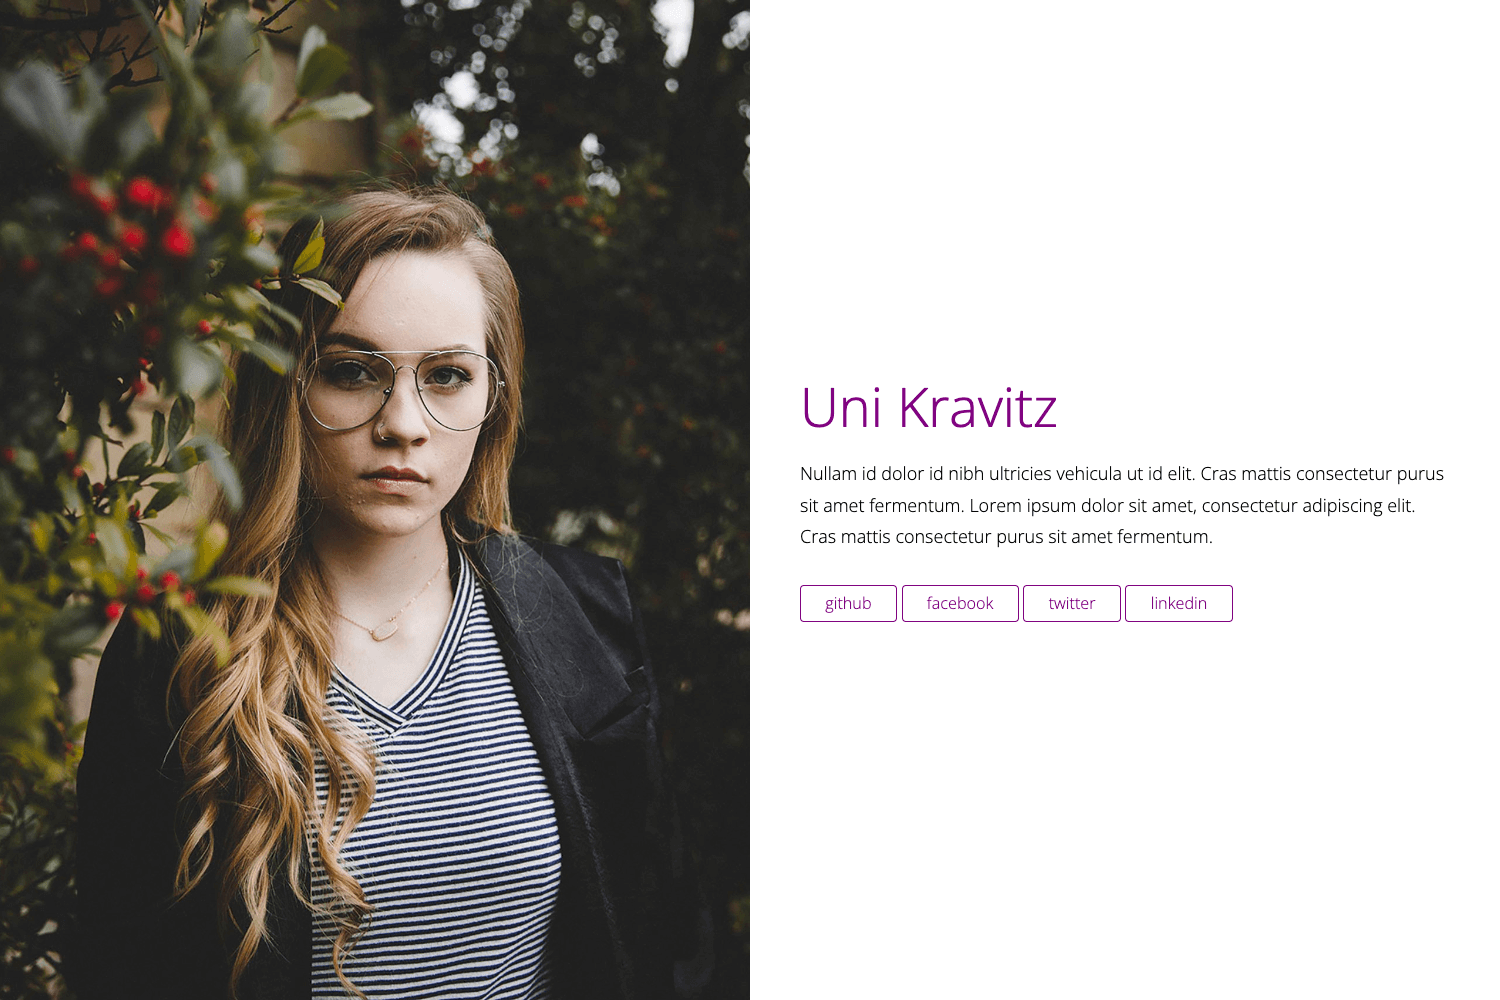 Uni Kravitz
Nullam id dolor id nibh ultricies vehicula ut id elit. Cras mattis consectetur purus
sit amet fermentum. Lorem ipsum dolor sit amet, consectetur adipiscing elit.
Cras mattis consectetur purus sit amet fermentum.
github facebook twitter linkedin